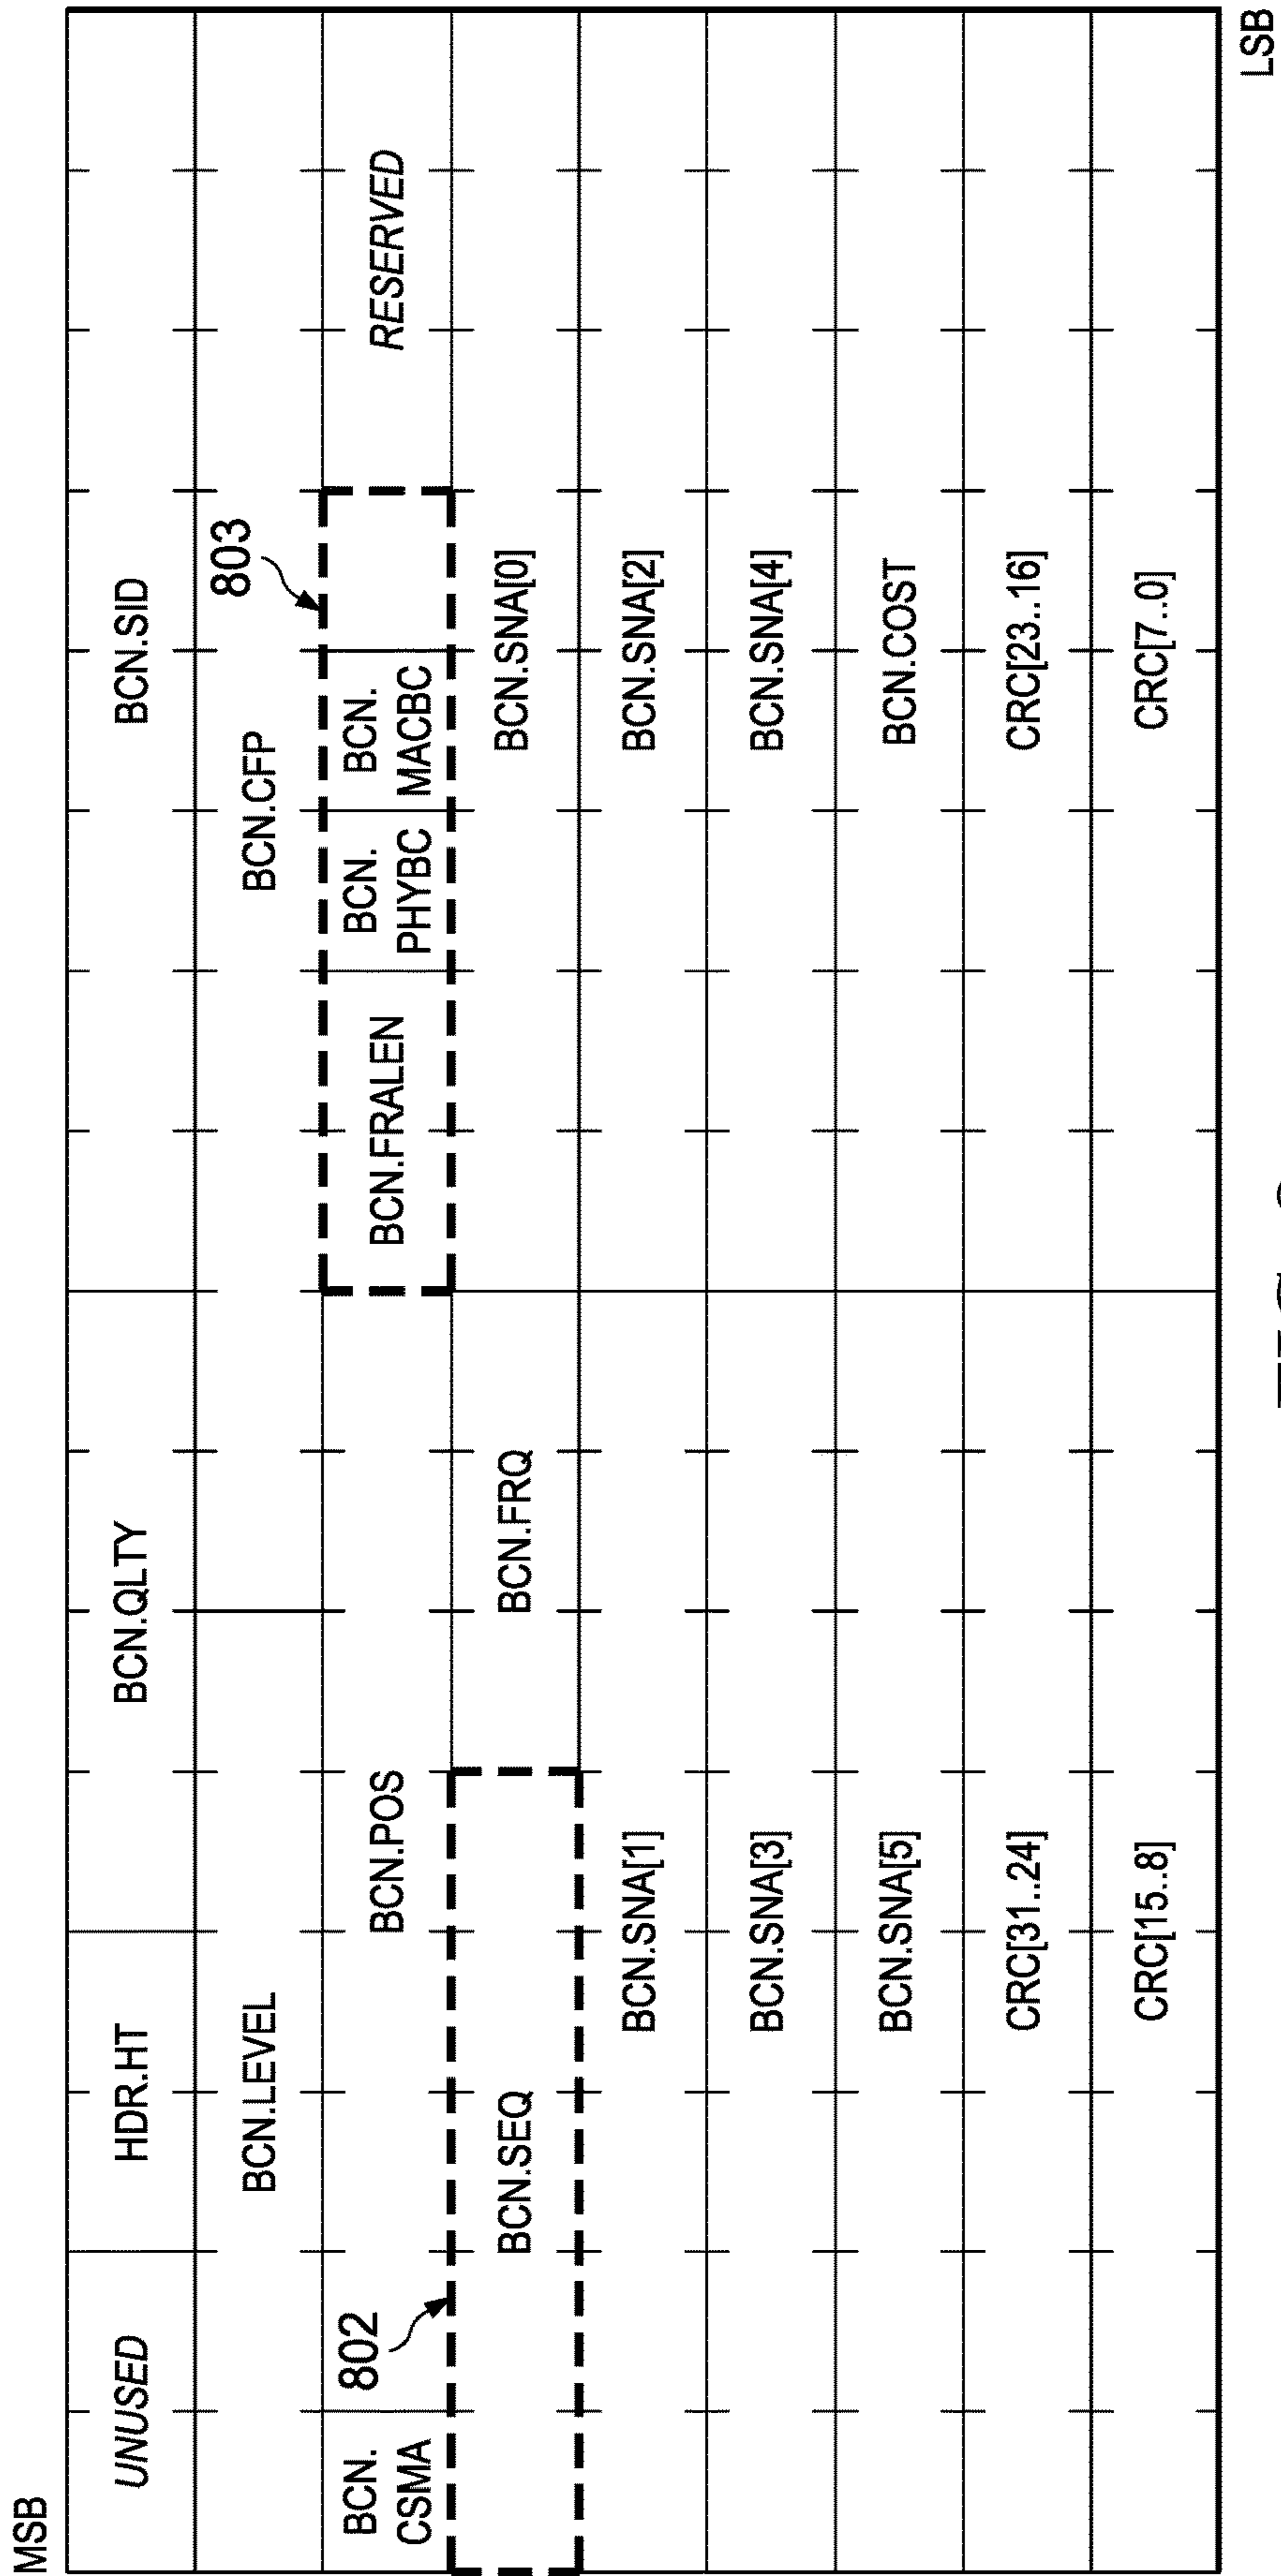 MSB
UNUSED
HDR.HT
BCN.QLTY
BCN.SID
BCN.LEVEL
BCN.CFP
803
802
BCN.
CSMA
BCN.POS
BCN.FRALEN
BCN.
PHYBC
BCN.
MACBC
RESERVED
BCN.SEQ
BCN.FRQ
BCN.SNA[0]
BCN.SNA[1]
BCN.SNA[2]
BCN.SNA[3]
BCN.SNA[4]
BCN.SNA[5]
BCN.COST
CRC[31..24]
CRC[23..16]
CRC[15..8]
CRC[7..0]
LSB